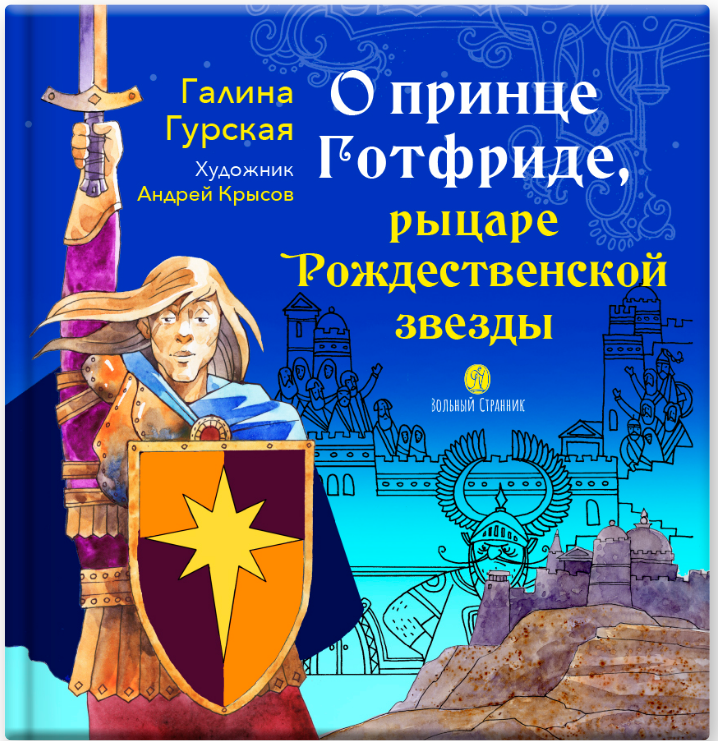 Галина
Гурская
Художник
Андрей Крысов
О принце
Готфриде,
рыцаре
Рождественской
звезды
Вольный Странник